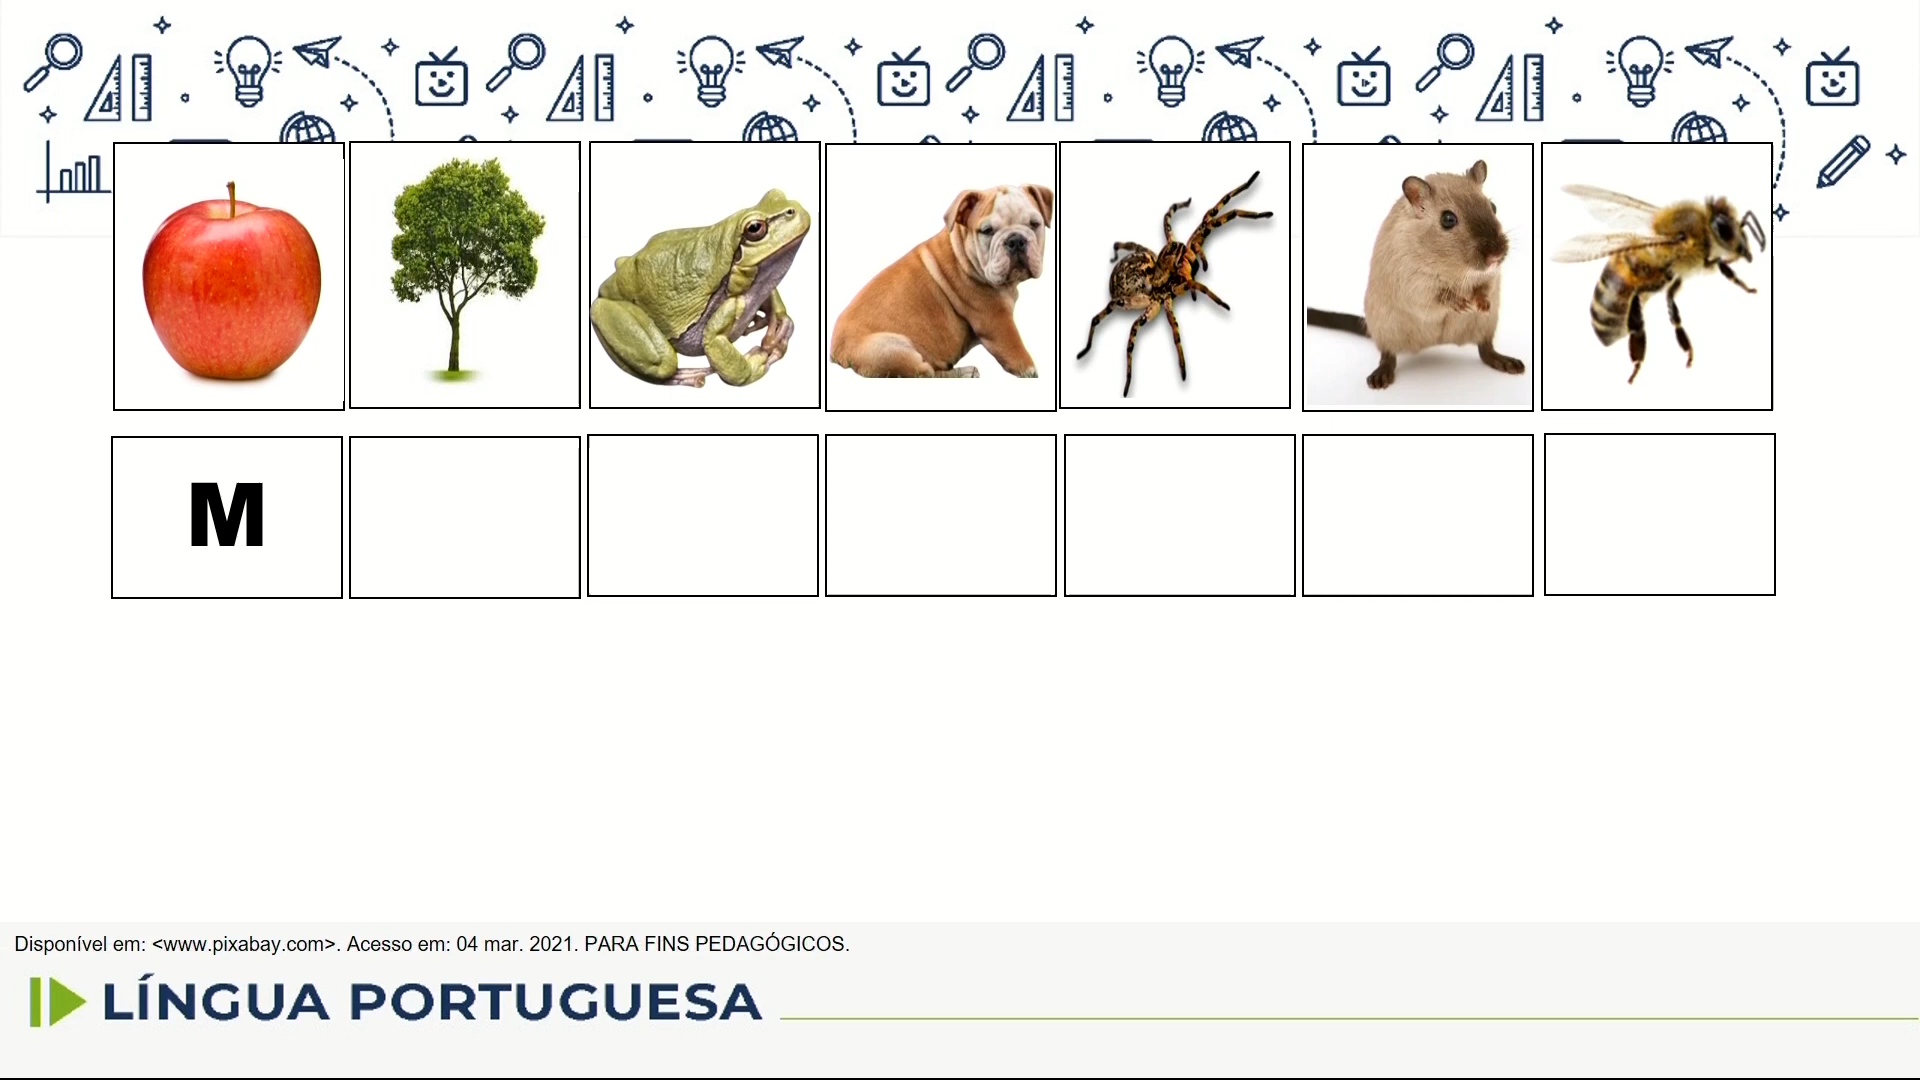 M
Disponível em: <www.pixabay.com>. Acesso em: 04 mar. 2021. PARA FINS PEDAGÓGICOS.
LÍNGUA PORTUGUESA